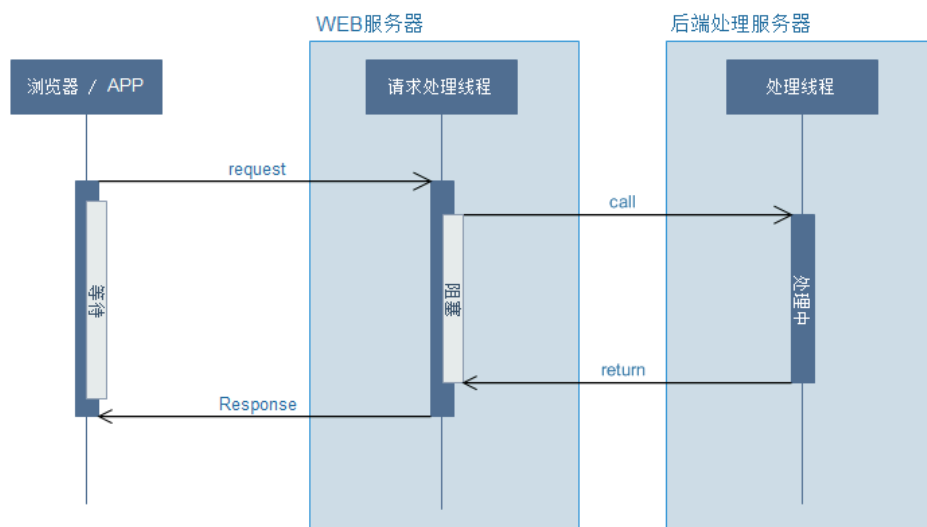 WEB服务器
后端处理服务器
浏览器 / APP
请求处理线程
处理线程
request
call
等待
阻塞
处理中
return
Response